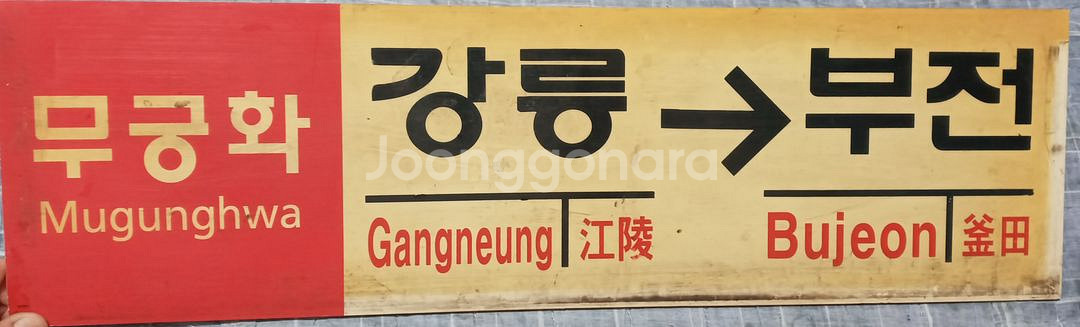 무궁화
Mugunghwa
강릉 → 부전
Gangneung 江陵
Bujeon 釜田
Joonggonara